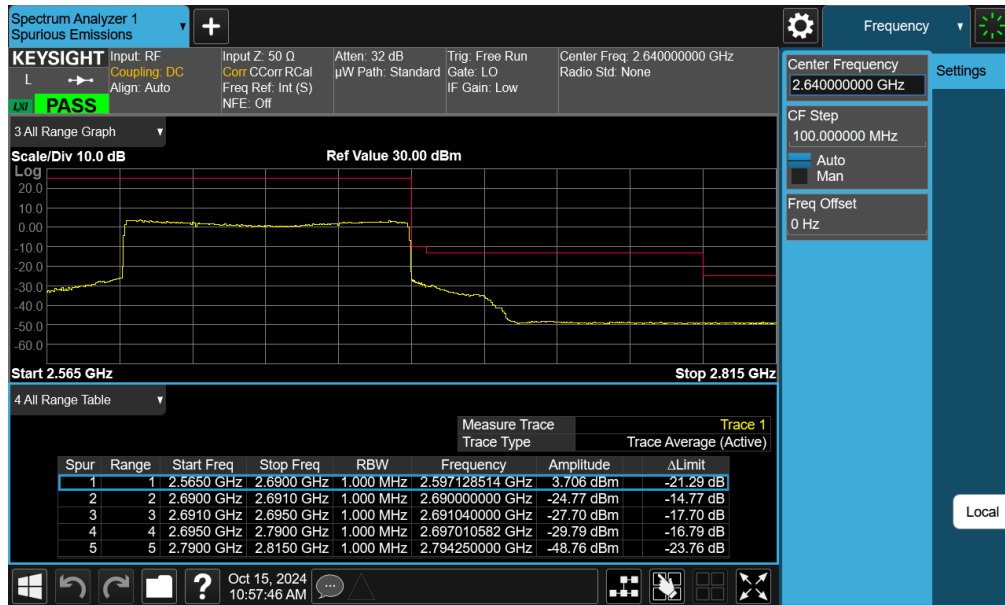 Spectrum Analyzer 1
Spurious Emissions
+
Frequency
KEYSIGHT
L
LXI
PASS
Input: RF
Coupling: DC
Align: Auto
Input Z: 50 Ω
Corr CCorr RCal
Freq Ref: Int (S)
NFE: Off
Atten: 32 dB
µW Path: Standard
Trig: Free Run
Gate: LO
IF Gain: Low
Center Freq: 2.640000000 GHz
Radio Std: None
Center Frequency
2.640000000 GHz
Settings
CF Step
100.000000 MHz
Auto
Man
Freq Offset
0 Hz
Local
3 All Range Graph
Scale/Div 10.0 dB
Ref Value 30.00 dBm
Log
20.0
10.0
0.00
-10.0
-20.0
-30.0
-40.0
-50.0
-60.0
Start 2.565 GHz
Stop 2.815 GHz
4 All Range Table
Measure Trace Trace 1
Trace Type Trace Average (Active)
Spur Range Start Freq Stop Freq RBW Frequency Amplitude ΔLimit
1 1 2.5650 GHz 2.6900 GHz 1.000 MHz 2.597128514 GHz 3.706 dBm -21.29 dB
2 2 2.6900 GHz 2.6910 GHz 1.000 MHz 2.690000000 GHz -24.77 dBm -14.77 dB
3 3 2.6910 GHz 2.6950 GHz 1.000 MHz 2.691040000 GHz -27.70 dBm -17.70 dB
4 4 2.6950 GHz 2.7900 GHz 1.000 MHz 2.697010582 GHz -29.79 dBm -16.79 dB
5 5 2.7900 GHz 2.8150 GHz 1.000 MHz 2.794250000 GHz -48.76 dBm -23.76 dB
?
Oct 15, 2024
10:57:46 AM